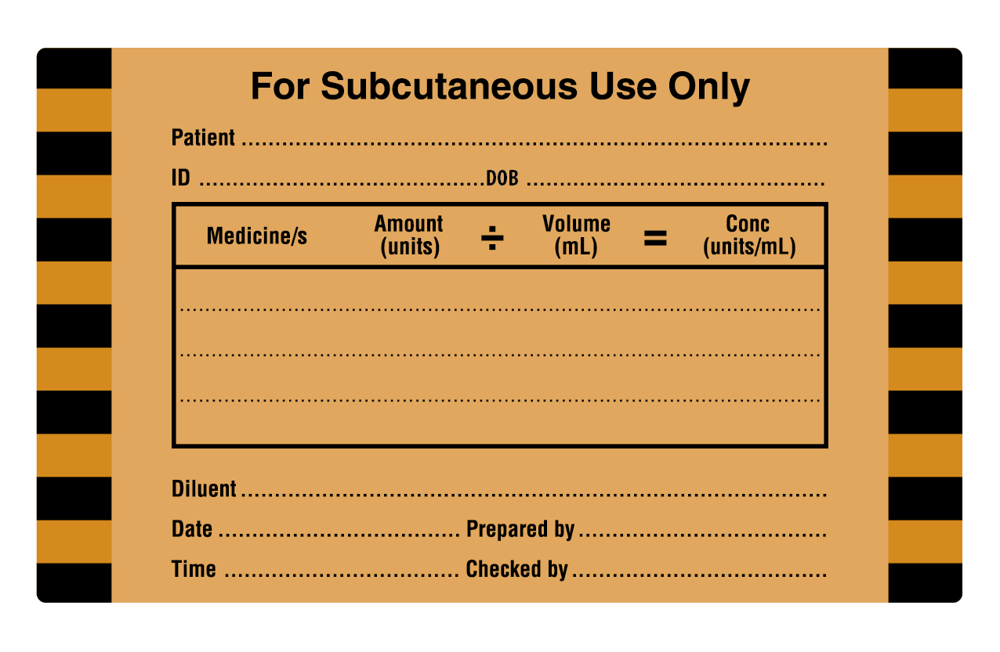 For Subcutaneous Use Only
Patient ..........
ID .......... DOB ..........
Medicine/s Amount (units) ÷ Volume (mL) = Conc (units/mL)
Diluent ..........
Date .......... Prepared by ..........
Time .......... Checked by ..........